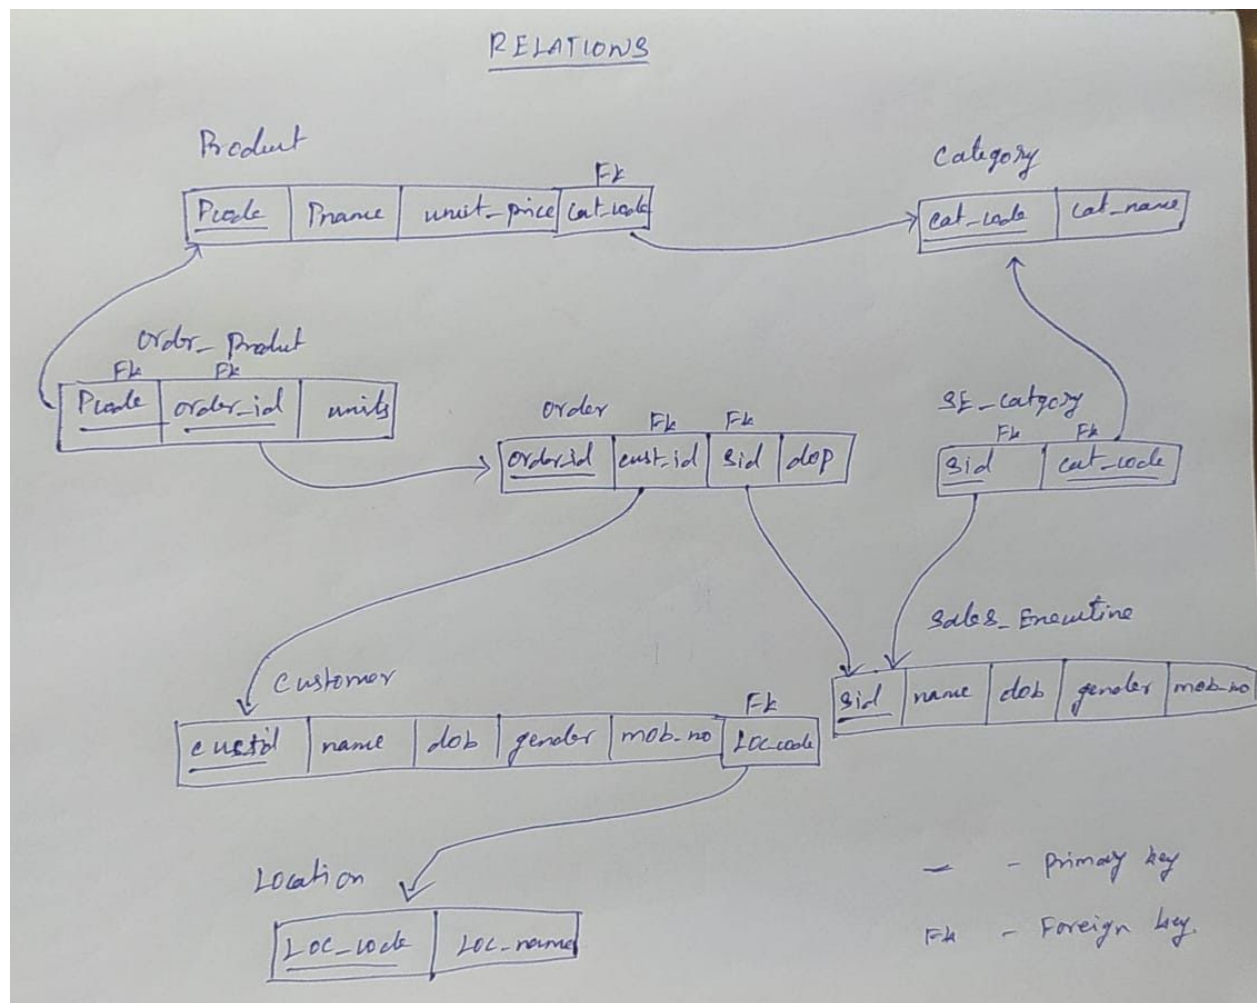 RELATIONS
Product
Category
Fk
Pcode Pname unit_price cat_code
cat_code cat_name
Order_Product
Fk Fk
Pcode order_id units
Order
SE_catgory
Fk Fk
Fk Fk
order_id cust_id sid dop
sid cat_code
Sales_Executive
Customer
sid name dob gender mob_no
Fk
custid name dob gender mob_no Loc_code
Location
— - Primary key
Loc_code Loc_name
Fk - Foreign key.